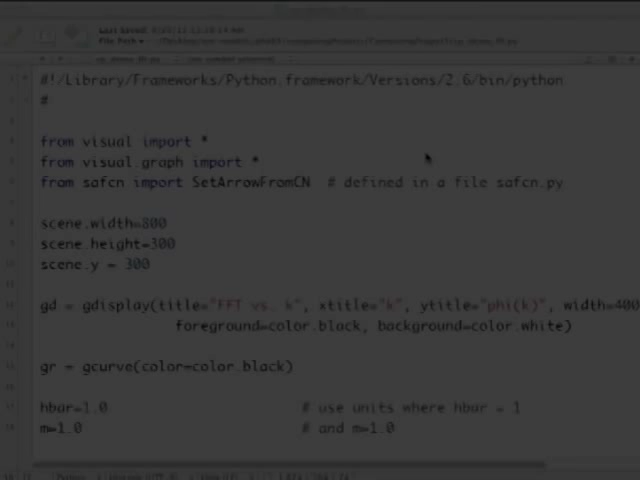 #!/Library/Frameworks/Python.framework/Versions/2.6/bin/python
#
from visual import *
from visual.graph import *
from safcn import SetArrowFromCN  # defined in a file safcn.py
scene.width=800
scene.height=300
scene.y = 300
gd = gdisplay(title="FFT vs. k", xtitle="k", ytitle="phi(k)", width=400
foreground=color.black, background=color.white)
gr = gcurve(color=color.black)
hbar=1.0  # use units where hbar = 1
m=1.0  # and m=1.0